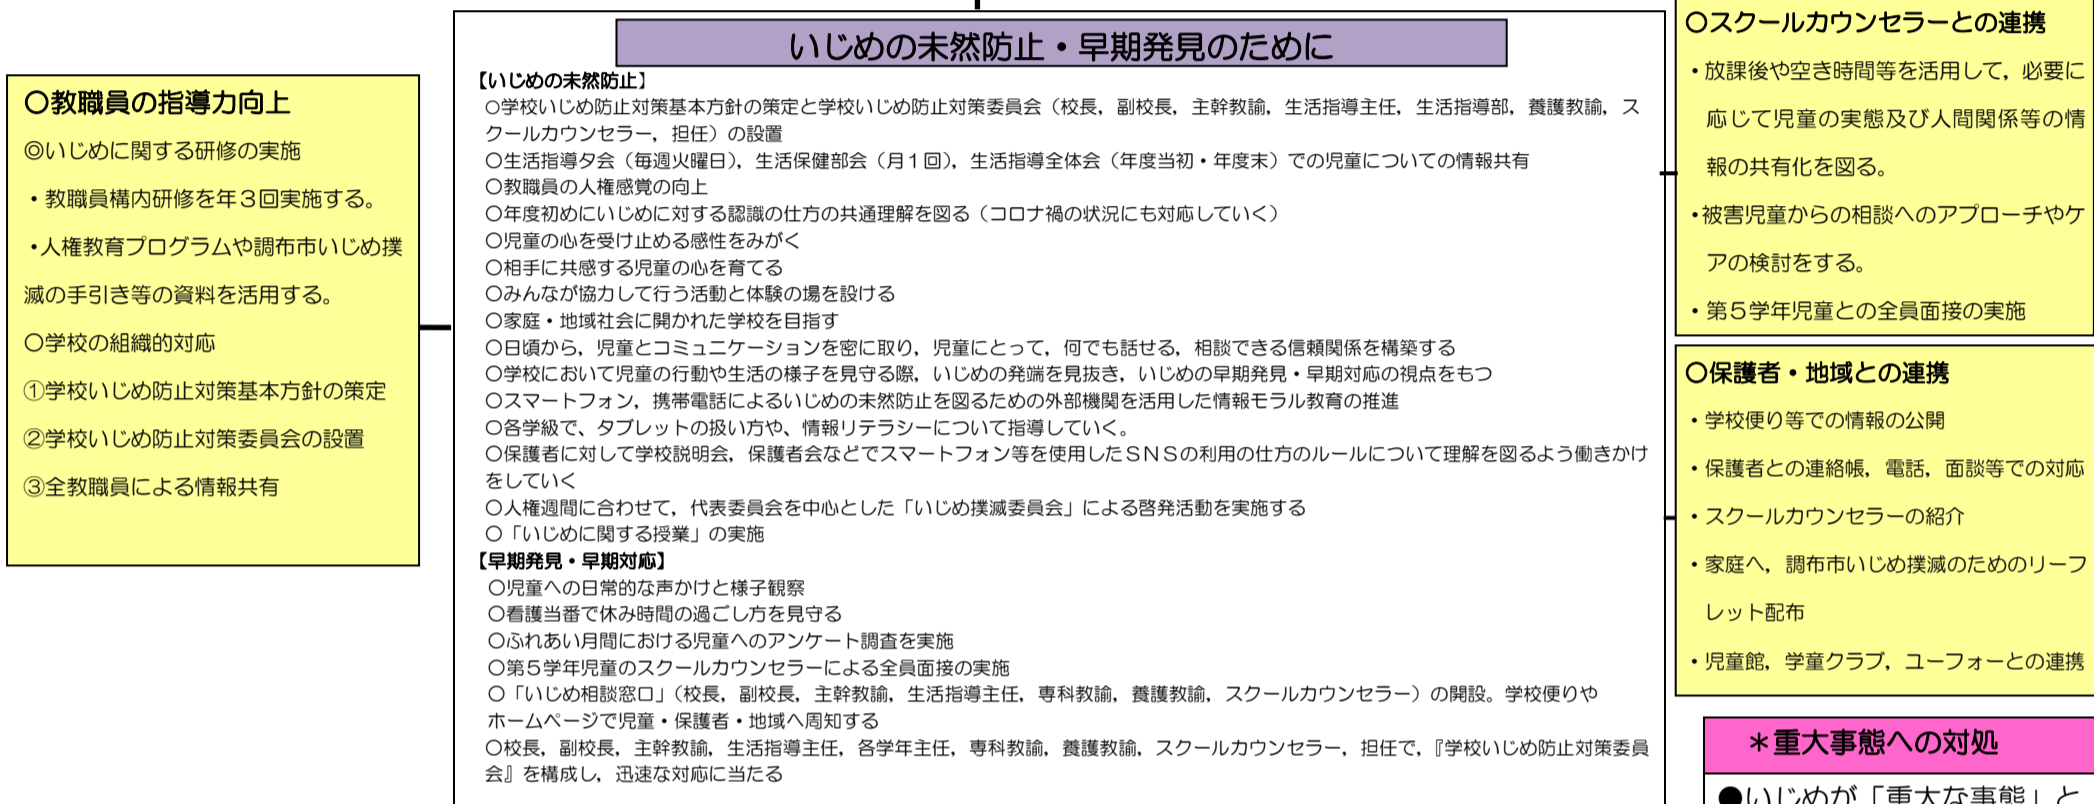 〇教職員の指導力向上
◎いじめに関する研修の実施
・教職員構内研修を年３回実施する。
・人権教育プログラムや調布市いじめ撲
滅の手引き等の資料を活用する。
〇学校の組織的対応
①学校いじめ防止対策基本方針の策定
②学校いじめ防止対策委員会の設置
③全教職員による情報共有
いじめの未然防止・早期発見のために
【いじめの未然防止】
○学校いじめ防止対策基本方針の策定と学校いじめ防止対策委員会（校長，副校長，主幹教諭，生活指導主任，生活指導部，養護教諭，ス
クールカウンセラー，担任）の設置
〇生活指導夕会（毎週火曜日），生活保健部会（月１回），生活指導全体会（年度当初・年度末）での児童についての情報共有
〇教職員の人権感覚の向上
〇年度初めにいじめに対する認識の仕方の共通理解を図る（コロナ禍の状況にも対応していく）
〇児童の心を受け止める感性をみがく
〇相手に共感する児童の心を育てる
〇みんなが協力して行う活動と体験の場を設ける
〇家庭・地域社会に開かれた学校を目指す
〇日頃から，児童とコミュニケーションを密に取り，児童にとって，何でも話せる，相談できる信頼関係を構築する
〇学校において児童の行動や生活の様子を見守る際，いじめの発端を見抜き，いじめの早期発見・早期対応の視点をもつ
〇スマートフォン，携帯電話によるいじめの未然防止を図るための外部機関を活用した情報モラル教育の推進
〇各学級で、タブレットの扱い方や、情報リテラシーについて指導していく。
〇保護者に対して学校説明会，保護者会などでスマートフォン等を使用したＳＮＳの利用の仕方のルールについて理解を図るよう働きかけ
をしていく
〇人権週間に合わせて，代表委員会を中心とした「いじめ撲滅委員会」による啓発活動を実施する
〇「いじめに関する授業」の実施
【早期発見・早期対応】
〇児童への日常的な声かけと様子観察
〇看護当番で休み時間の過ごし方を見守る
〇ふれあい月間における児童へのアンケート調査を実施
〇第５学年児童のスクールカウンセラーによる全員面接の実施
〇「いじめ相談窓口」（校長，副校長，主幹教諭，生活指導主任，専科教諭，養護教諭，スクールカウンセラー）の開設。学校便りや
ホームページで児童・保護者・地域へ周知する
〇校長，副校長，主幹教諭，生活指導主任，各学年主任，専科教諭，養護教諭，スクールカウンセラー，担任で，『学校いじめ防止対策委員
会』を構成し，迅速な対応に当たる
〇スクールカウンセラーとの連携
・放課後や空き時間等を活用して，必要に
応じて児童の実態及び人間関係等の情
報の共有化を図る。
・被害児童からの相談へのアプローチやケ
アの検討をする。
・第５学年児童との全員面接の実施
〇保護者・地域との連携
・学校便り等での情報の公開
・保護者との連絡帳，電話，面談等での対応
・スクールカウンセラーの紹介
・家庭へ，調布市いじめ撲滅のためのリーフ
レット配布
・児童館，学童クラブ，ユーフォーとの連携
＊重大事態への対処
●いじめが「重大な事態」と